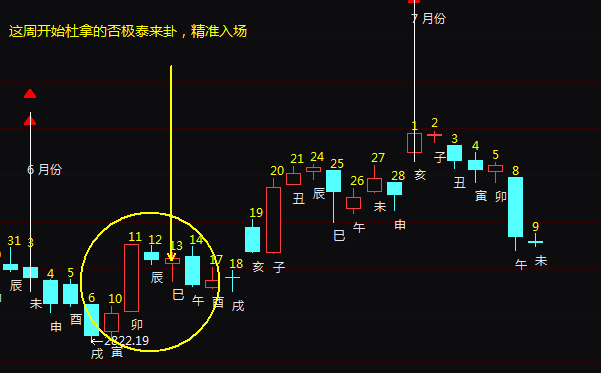 这周开始杜拿的否极泰来卦，精准入场
7 月份
6 月份
31 3 4 5 6 10 11 12 13 14 17 18 19 20 21 24 25 26 27 28 1 2 3 4 5 8 9
辰 未 申 酉 戌 寅 卯 辰 巳 午 酉 戌 亥 子 丑 辰 巳 午 未 申 亥 子 丑 寅 卯 午 未
2822.19